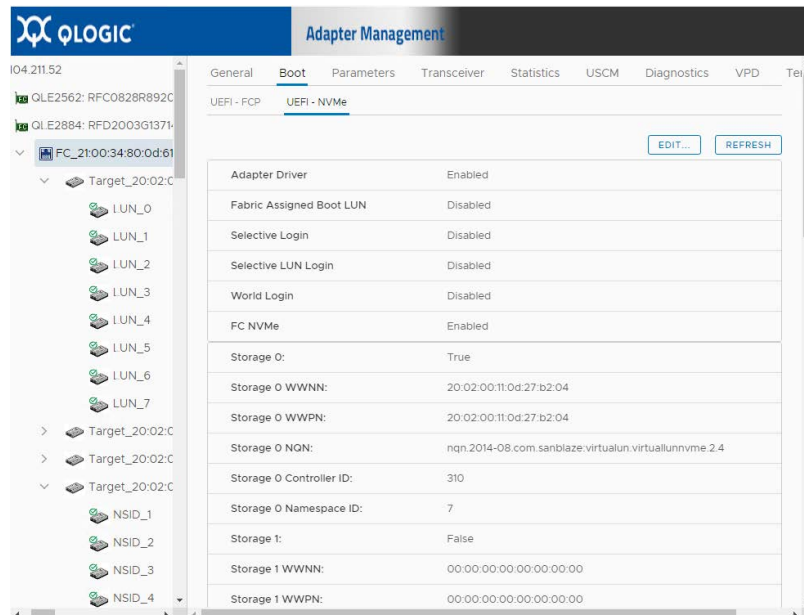 QLOGIC
Adapter Management
104.211.52
QLE2562: RFC0828R892C
QLE2884: RFD2003G1371
FC_21:00:34:80:0d:61
Target_20:02:0
LUN_0
LUN_1
LUN_2
LUN_3
LUN_4
LUN_5
LUN_6
LUN_7
Target_20:02:0
Target_20:02:0
Target_20:02:0
NSID_1
NSID_2
NSID_3
NSID_4
General Boot Parameters Transceiver Statistics USCM Diagnostics VPD
UEFI - FCP UEFI - NVMe
EDIT... REFRESH
Adapter Driver Enabled
Fabric Assigned Boot LUN Disabled
Selective Login Disabled
Selective LUN Login Disabled
World Login Disabled
FC NVMe Enabled
Storage 0: True
Storage 0 WWNN: 20:02:00:11:0d:27:b2:04
Storage 0 WWPN: 20:02:00:11:0d:27:b2:04
Storage 0 NQN: nqn.2014-08.com.sanblaze:virtualun.virtuallunnvme.2.4
Storage 0 Controller ID: 310
Storage 0 Namespace ID: 7
Storage 1: False
Storage 1 WWNN: 00:00:00:00:00:00:00:00
Storage 1 WWPN: 00:00:00:00:00:00:00:00